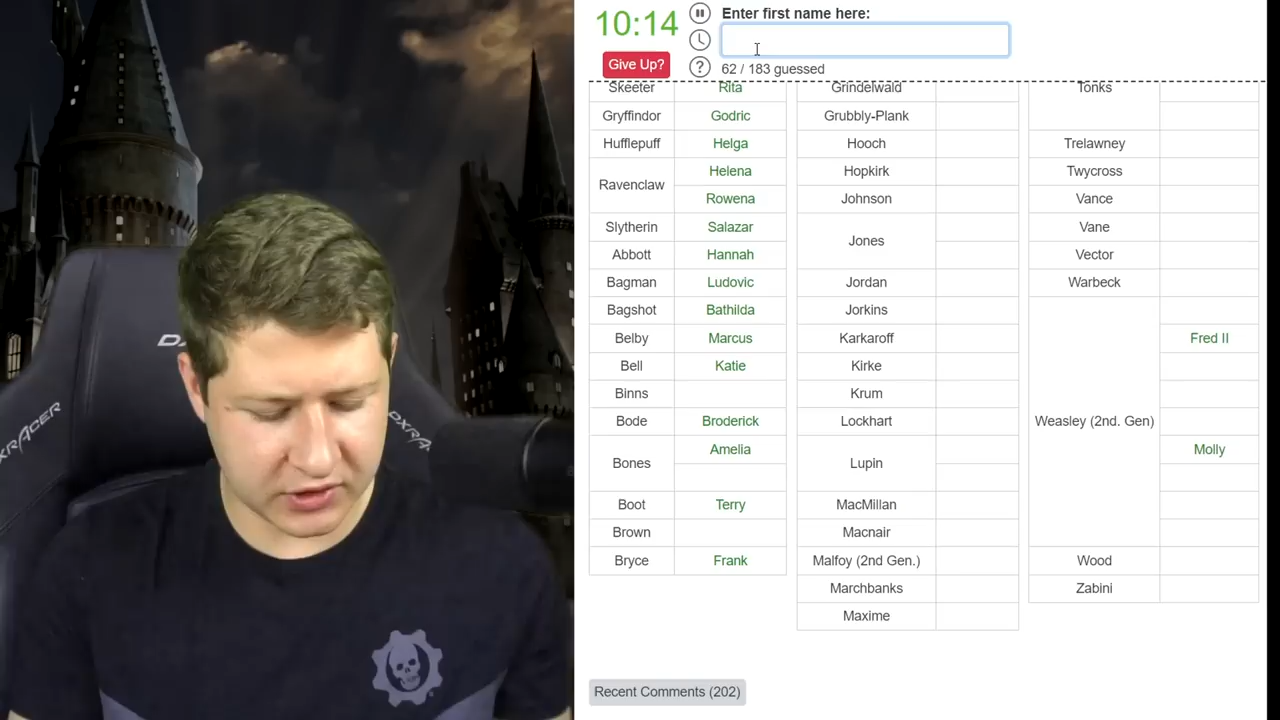 10:14
Give Up?
Enter first name here:
62 / 183 guessed
Skeeter Rita
Gryffindor Godric
Hufflepuff Helga
Ravenclaw Helena
Rowena
Slytherin Salazar
Abbott Hannah
Bagman Ludovic
Bagshot Bathilda
Belby Marcus
Bell Katie
Binns
Bode Broderick
Bones Amelia
Boot Terry
Brown
Bryce Frank
Grindelwald
Grubbly-Plank
Hooch
Hopkirk
Johnson
Jones
Jordan
Jorkins
Karkaroff
Kirke
Krum
Lockhart
Lupin
MacMillan
Macnair
Malfoy (2nd Gen.)
Marchbanks
Maxime
Tonks
Trelawney
Twycross
Vance
Vane
Vector
Warbeck
Weasley (2nd. Gen) Fred II
Molly
Wood
Zabini
Recent Comments (202)
DXRACER